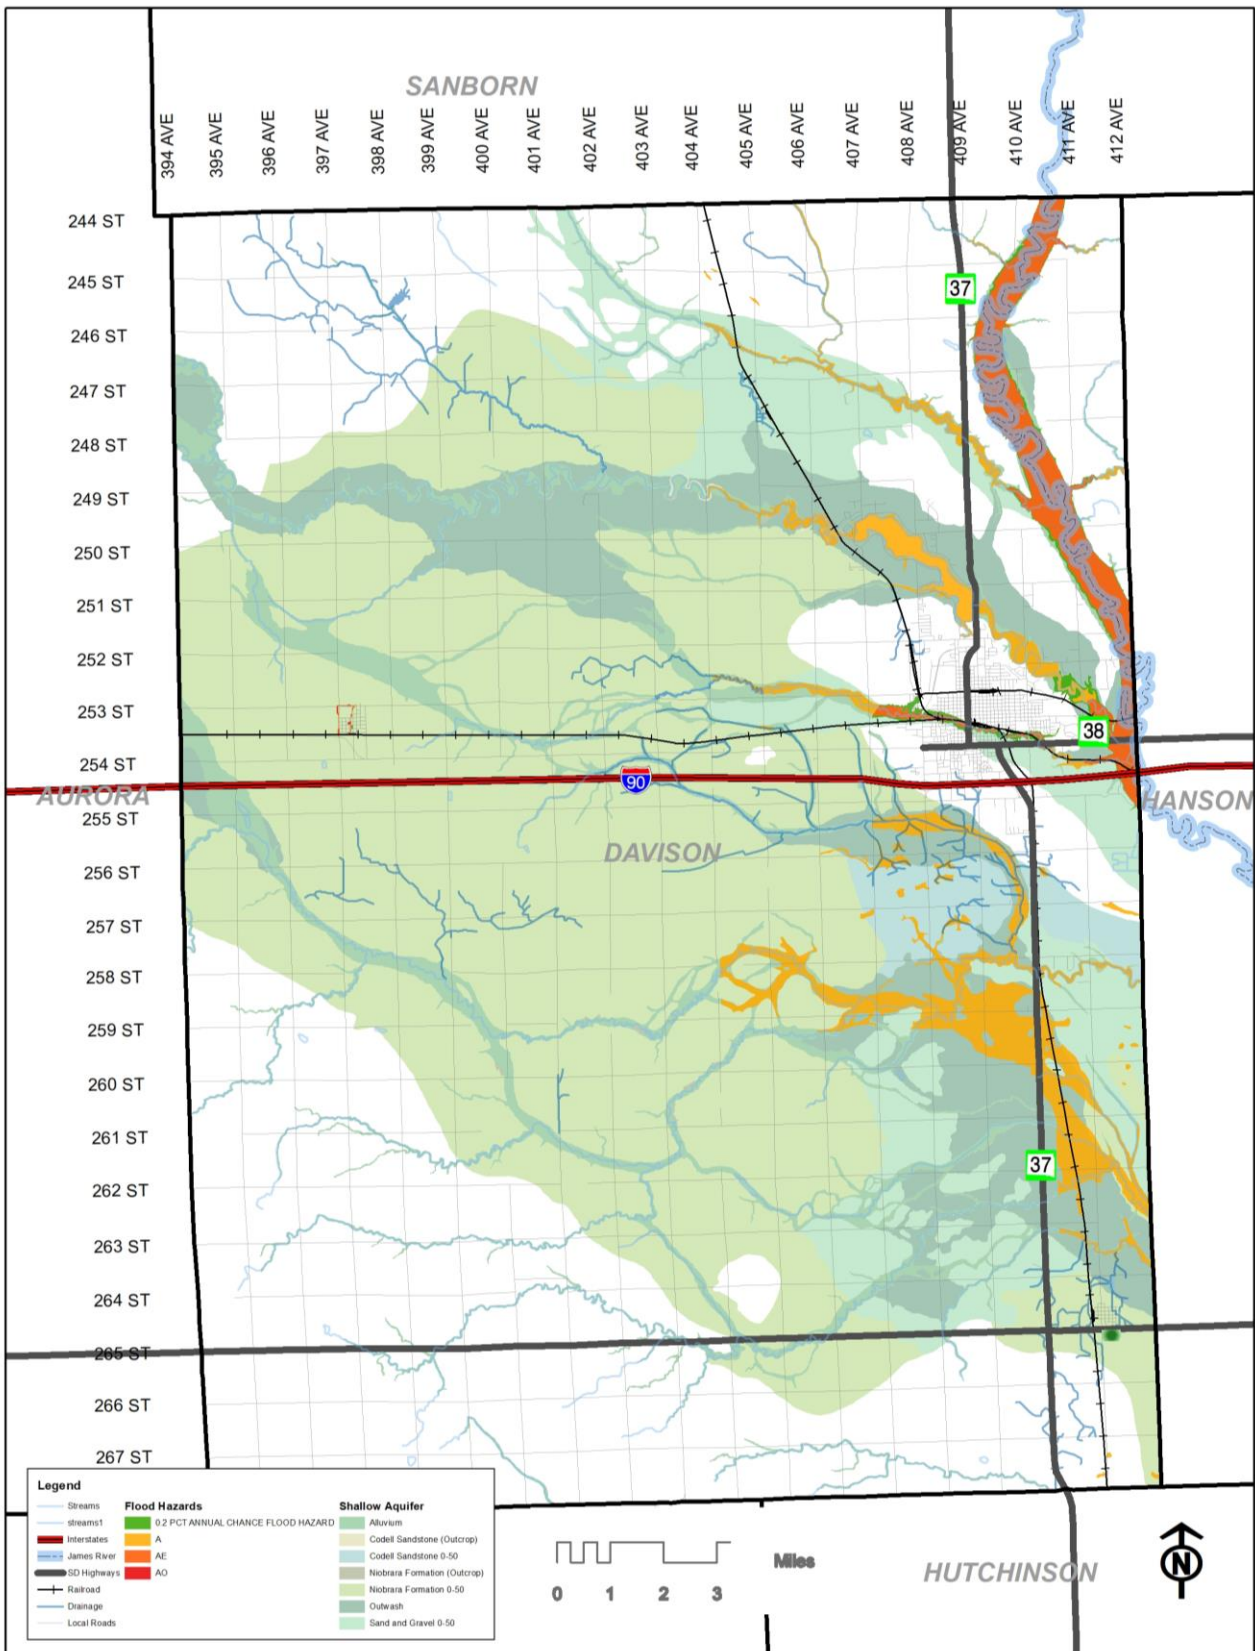 SANBORN
394 AVE
395 AVE
396 AVE
397 AVE
398 AVE
399 AVE
400 AVE
401 AVE
402 AVE
403 AVE
404 AVE
405 AVE
406 AVE
407 AVE
408 AVE
409 AVE
410 AVE
411 AVE
412 AVE
244 ST
245 ST
37
246 ST
247 ST
248 ST
249 ST
250 ST
251 ST
252 ST
253 ST
38
254 ST
90
AURORA
HANSON
255 ST
DAVISON
256 ST
257 ST
258 ST
259 ST
260 ST
261 ST
37
262 ST
263 ST
264 ST
265 ST
266 ST
267 ST
Legend
Streams
streams1
Interstates
James River
SD Highways
Railroad
Drainage
Local Roads
Flood Hazards
0.2 PCT ANNUAL CHANCE FLOOD HAZARD
A
AE
AO
Shallow Aquifer
Alluvium
Codell Sandstone (Outcrop)
Codell Sandstone 0-50
Niobrara Formation (Outcrop)
Niobrara Formation 0-50
Outwash
Sand and Gravel 0-50
Miles
0 1 2 3
HUTCHINSON
N